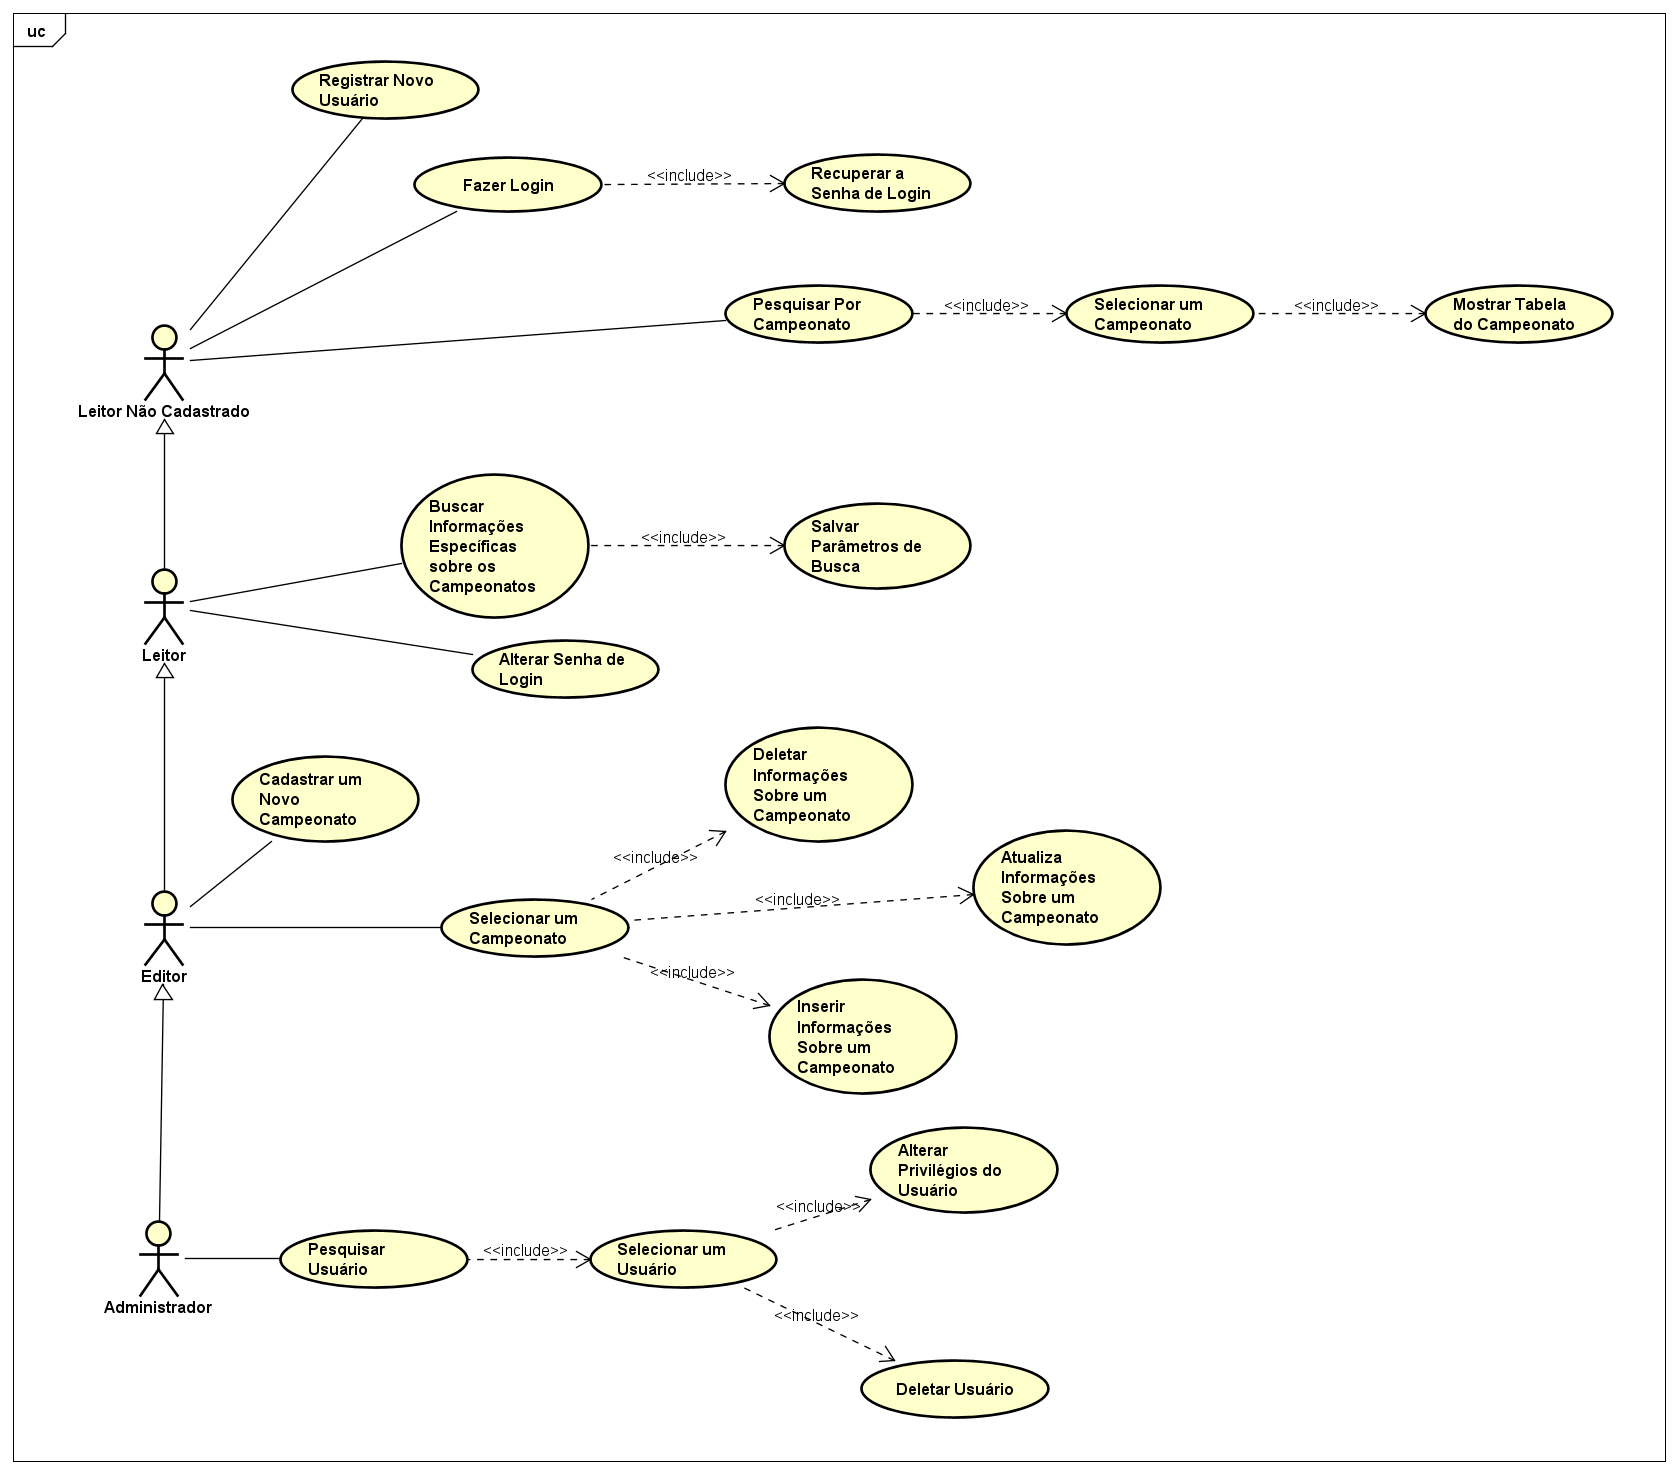 uc
Registrar Novo
Usuário
Fazer Login
<<include>>
Recuperar a
Senha de Login
Pesquisar Por
Campeonato
<<include>>
Selecionar um
Campeonato
<<include>>
Mostrar Tabela
do Campeonato
Leitor Não Cadastrado
Buscar
Informações
Específicas
sobre os
Campeonatos
<<include>>
Salvar
Parâmetros de
Busca
Leitor
Alterar Senha de
Login
Cadastrar um
Novo
Campeonato
Deletar
Informações
Sobre um
Campeonato
<<include>>
Atualiza
Informações
Sobre um
Campeonato
<<include>>
Selecionar um
Campeonato
Editor
<<include>>
Inserir
Informações
Sobre um
Campeonato
Alterar
Privilégios do
Usuário
<<include>>
Pesquisar
Usuário
<<include>>
Selecionar um
Usuário
Administrador
<<include>>
Deletar Usuário